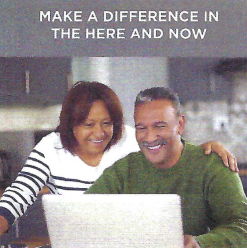 MAKE A DIFFERENCE IN
THE HERE AND NOW